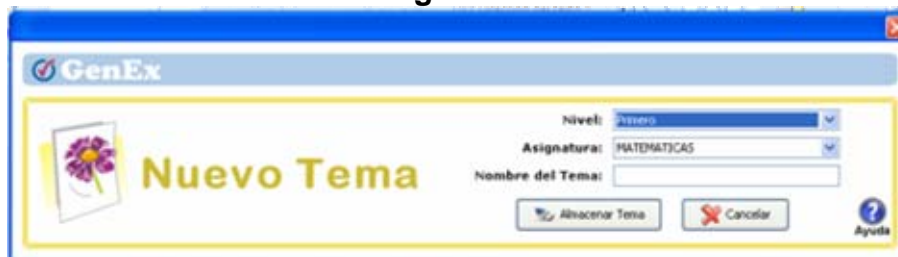 GenEx
Nuevo Tema
Nivel: Primero
Asignatura: MATEMATICAS
Nombre del Tema:
Almacenar Tema Cancelar
Ayuda